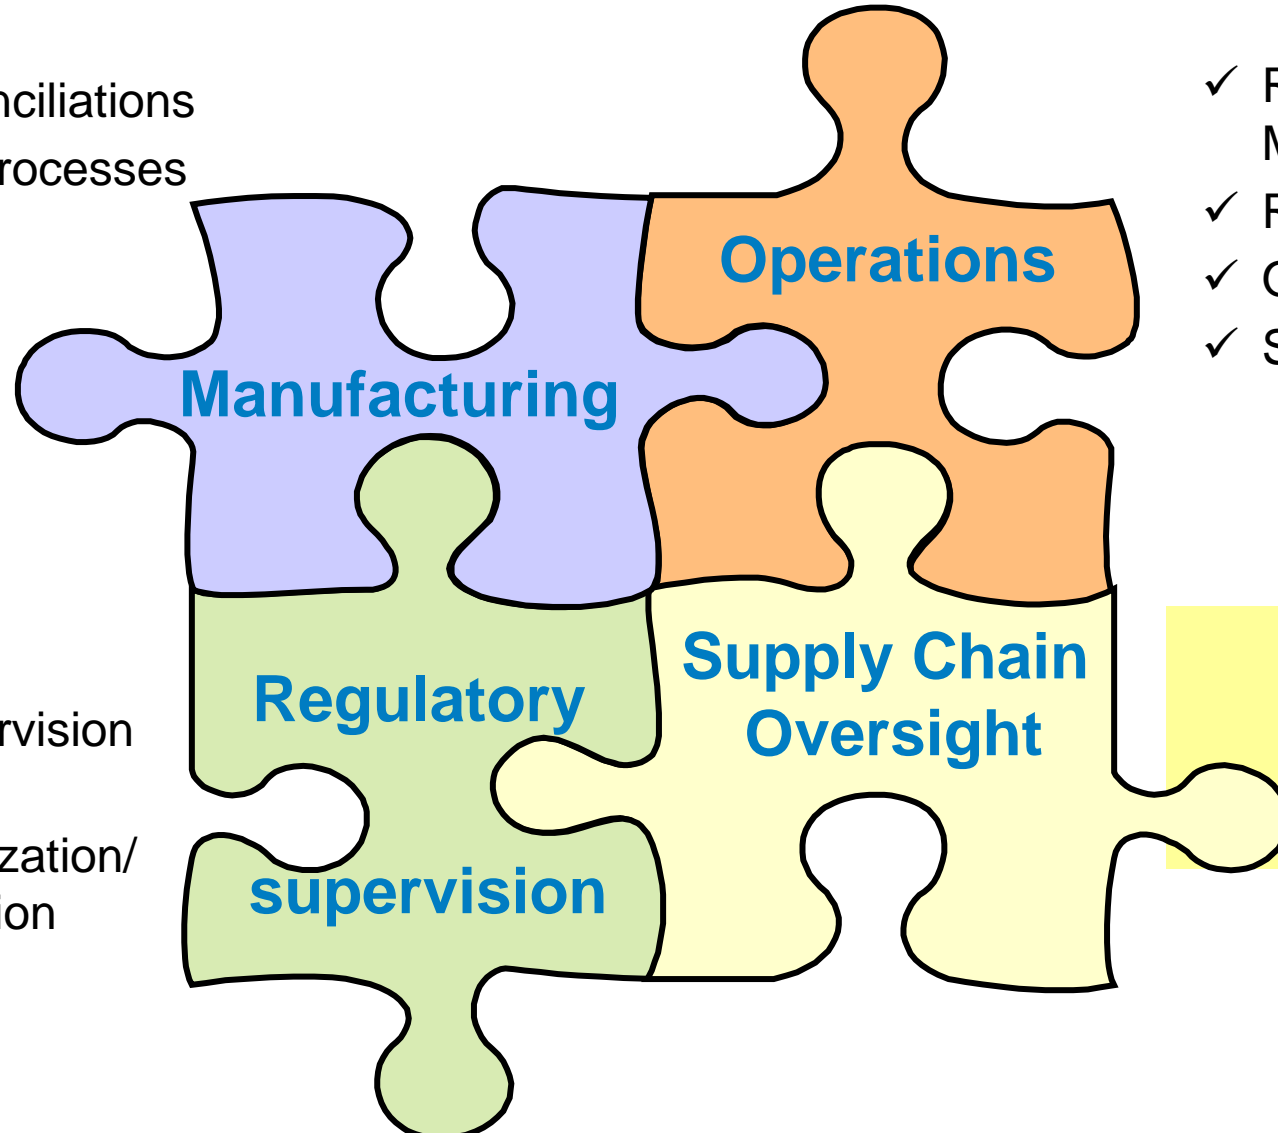 nciliations
rocesses
Operations
Manufacturing
✓ F
M
✓ F
✓
✓ S
Regulatory
supervision
Supply Chain
Oversight
rvision
zation/
ion